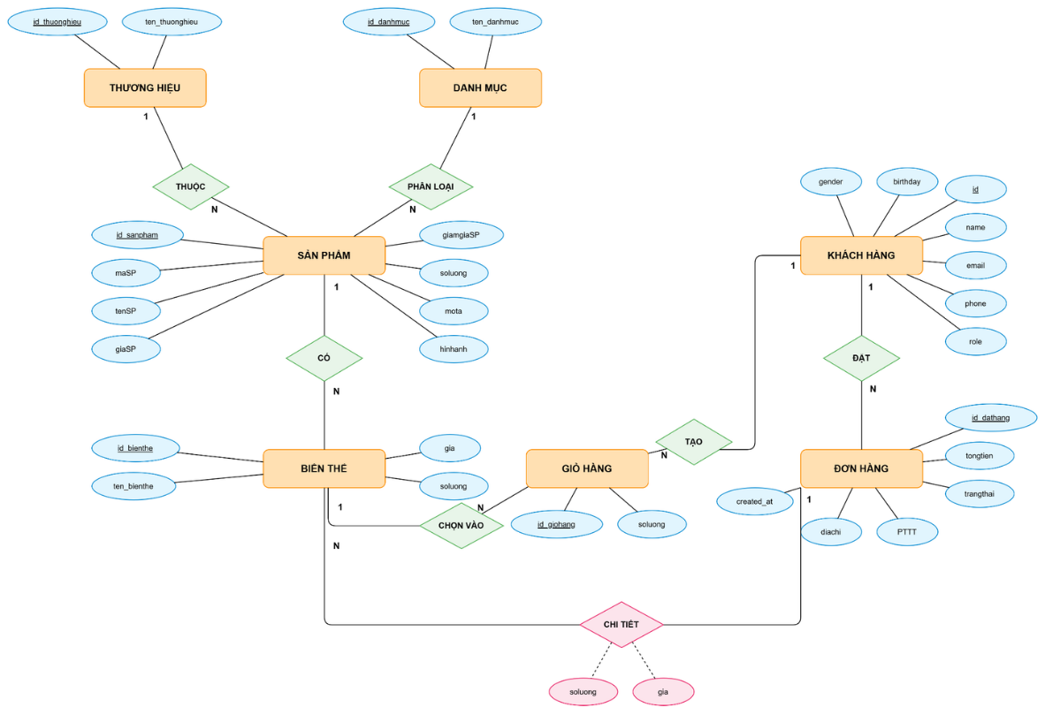 id_thuonghieu
ten_thuonghieu
id_danhmuc
ten_danhmuc
THƯƠNG HIỆU
DANH MỤC
1
1
THUỘC
PHÂN LOẠI
gender
birthday
id
N
N
id_sanpham
giamgiaSP
name
SẢN PHẨM
KHÁCH HÀNG
maSP
soluong
1
email
1
1
tenSP
mota
phone
giaSP
hinhanh
role
CÓ
ĐẶT
N
N
id_dathang
TẠO
id_bienthe
gia
N
tongtien
BIẾN THỂ
GIỎ HÀNG
ĐƠN HÀNG
ten_bienthe
soluong
trangthai
created_at
1
1
N
CHỌN VÀO
id_giohang
soluong
diachi
PTTT
N
CHI TIẾT
soluong
gia